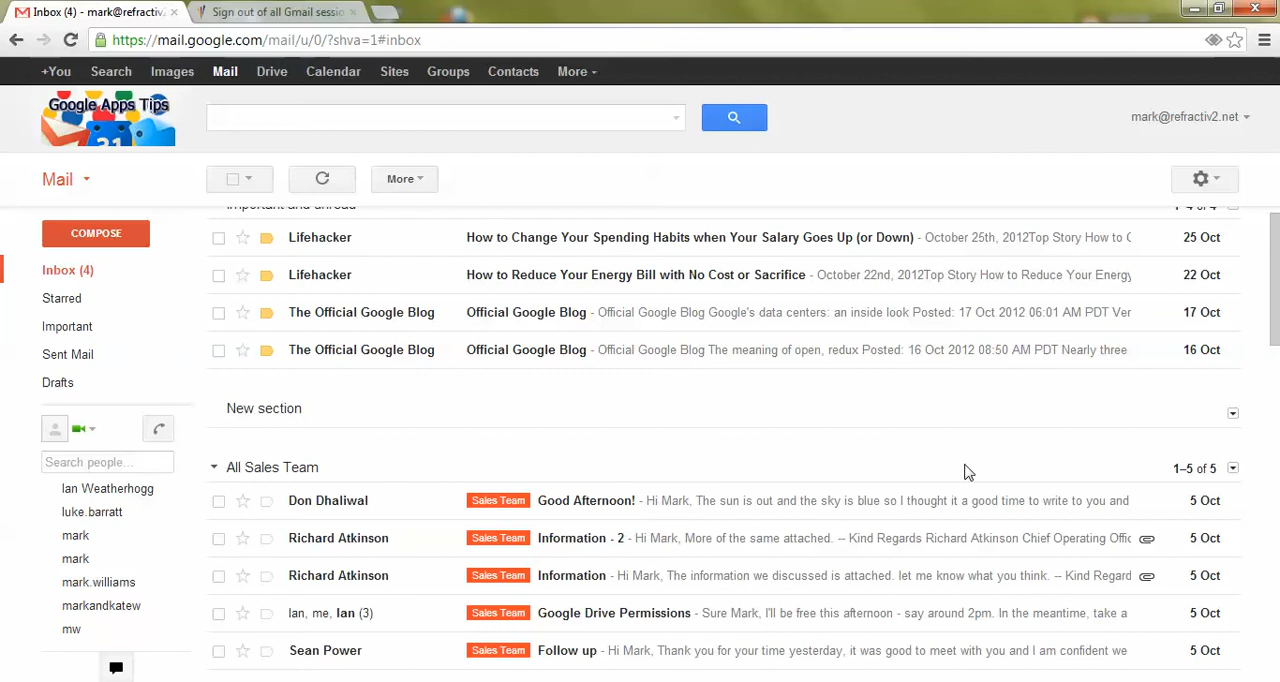 Inbox (4) - mark@refractiv
Sign out of all Gmail sessio
https://mail.google.com/mail/u/0/?shva=1#inbox
+You Search Images Mail Drive Calendar Sites Groups Contacts More
Google Apps Tips
31
mark@refractiv2.net
Mail
More
COMPOSE
Inbox (4)
Starred
Important
Sent Mail
Drafts
Search people...
Ian Weatherhogg
luke.barratt
mark
mark
mark.williams
markandkatew
mw
Important and unread 1–4 of 4
Lifehacker How to Change Your Spending Habits when Your Salary Goes Up (or Down) - October 25th, 2012Top Story How to C 25 Oct
Lifehacker How to Reduce Your Energy Bill with No Cost or Sacrifice - October 22nd, 2012Top Story How to Reduce Your Energy 22 Oct
The Official Google Blog Official Google Blog - Official Google Blog Google's data centers: an inside look Posted: 17 Oct 2012 06:01 AM PDT Ver 17 Oct
The Official Google Blog Official Google Blog - Official Google Blog The meaning of open, redux Posted: 16 Oct 2012 08:50 AM PDT Nearly three 16 Oct
New section
All Sales Team 1–5 of 5
Don Dhaliwal Sales Team Good Afternoon! - Hi Mark, The sun is out and the sky is blue so I thought it a good time to write to you and 5 Oct
Richard Atkinson Sales Team Information - 2 - Hi Mark, More of the same attached. -- Kind Regards Richard Atkinson Chief Operating Offic 5 Oct
Richard Atkinson Sales Team Information - Hi Mark, The information we discussed is attached. let me know what you think. -- Kind Regard 5 Oct
Ian, me, Ian (3) Sales Team Google Drive Permissions - Sure Mark, I'll be free this afternoon - say around 2pm. In the meantime, take a 5 Oct
Sean Power Sales Team Follow up - Hi Mark, Thank you for your time yesterday, it was good to meet with you and I am confident we 5 Oct